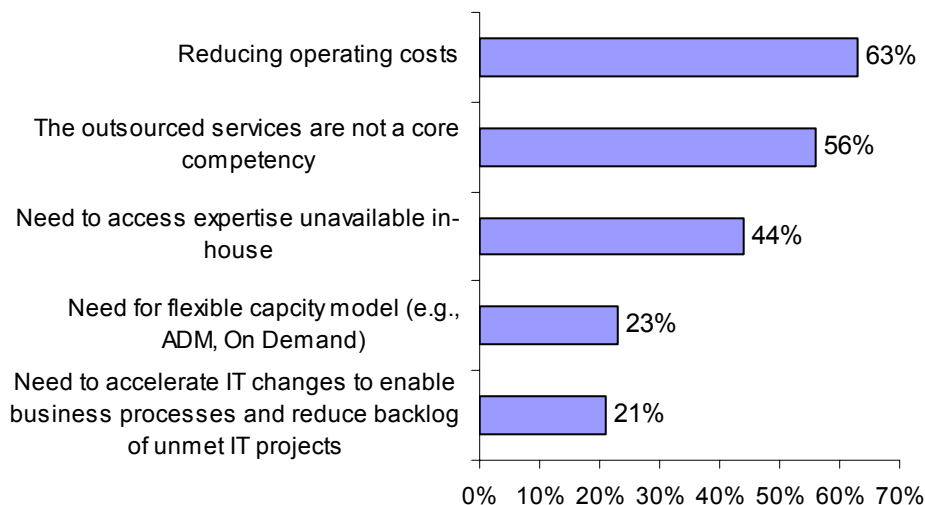 Reducing operating costs
63%
The outsourced services are not a core
competency
56%
Need to access expertise unavailable in-
house
44%
Need for flexible capcity model (e.g.,
ADM, On Demand)
23%
Need to accelerate IT changes to enable
business processes and reduce backlog
of unmet IT projects
21%
0% 10% 20% 30% 40% 50% 60% 70%